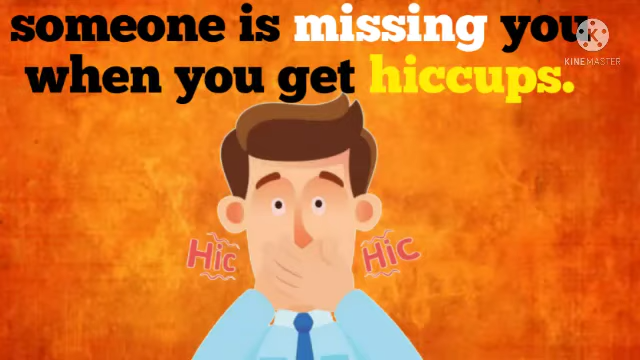 someone is missing you
when you get hiccups.
K
KINEMASTER
Hic
Hic